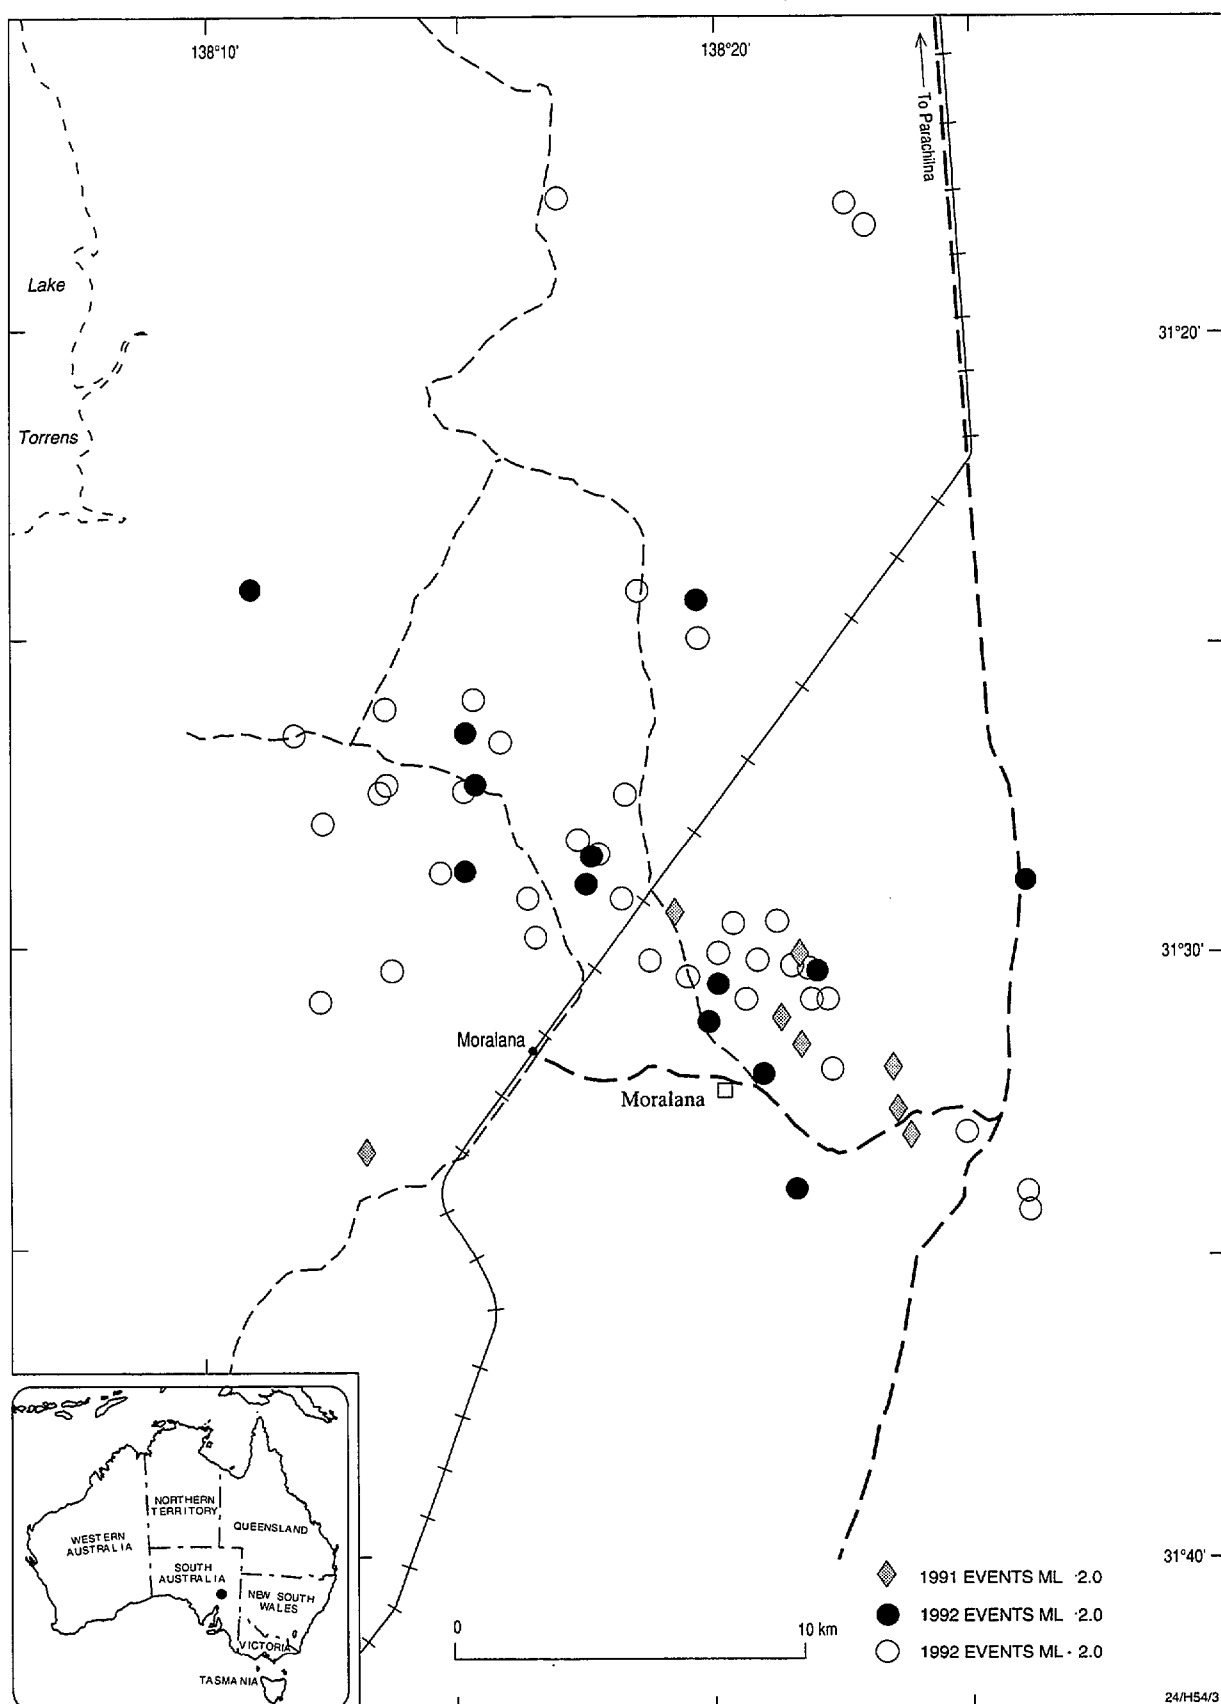 138°10'
138°20'
To Parachilna
Lake
31°20'
Torrens
31°30'
Moralana
Moralana
NORTHERN
TERRITORY
QUEENSLAND
WESTERN
AUSTRALIA
SOUTH
AUSTRALIA
NEW SOUTH
WALES
VICTORIA
TASMANIA
31°40'
1991 EVENTS ML 2.0
1992 EVENTS ML 2.0
1992 EVENTS ML 2.0
0 10 km
24/H54/3